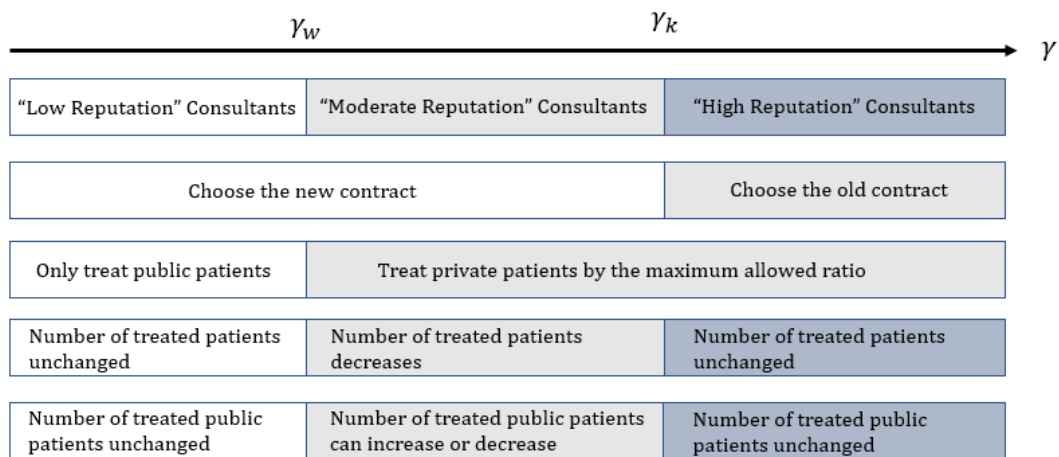 γw γk
γ
“Low Reputation” Consultants “Moderate Reputation” Consultants “High Reputation” Consultants
Choose the new contract Choose the old contract
Only treat public patients Treat private patients by the maximum allowed ratio
Number of treated patients
unchanged
Number of treated patients
decreases
Number of treated patients
unchanged
Number of treated public
patients unchanged
Number of treated public patients
can increase or decrease
Number of treated public
patients unchanged